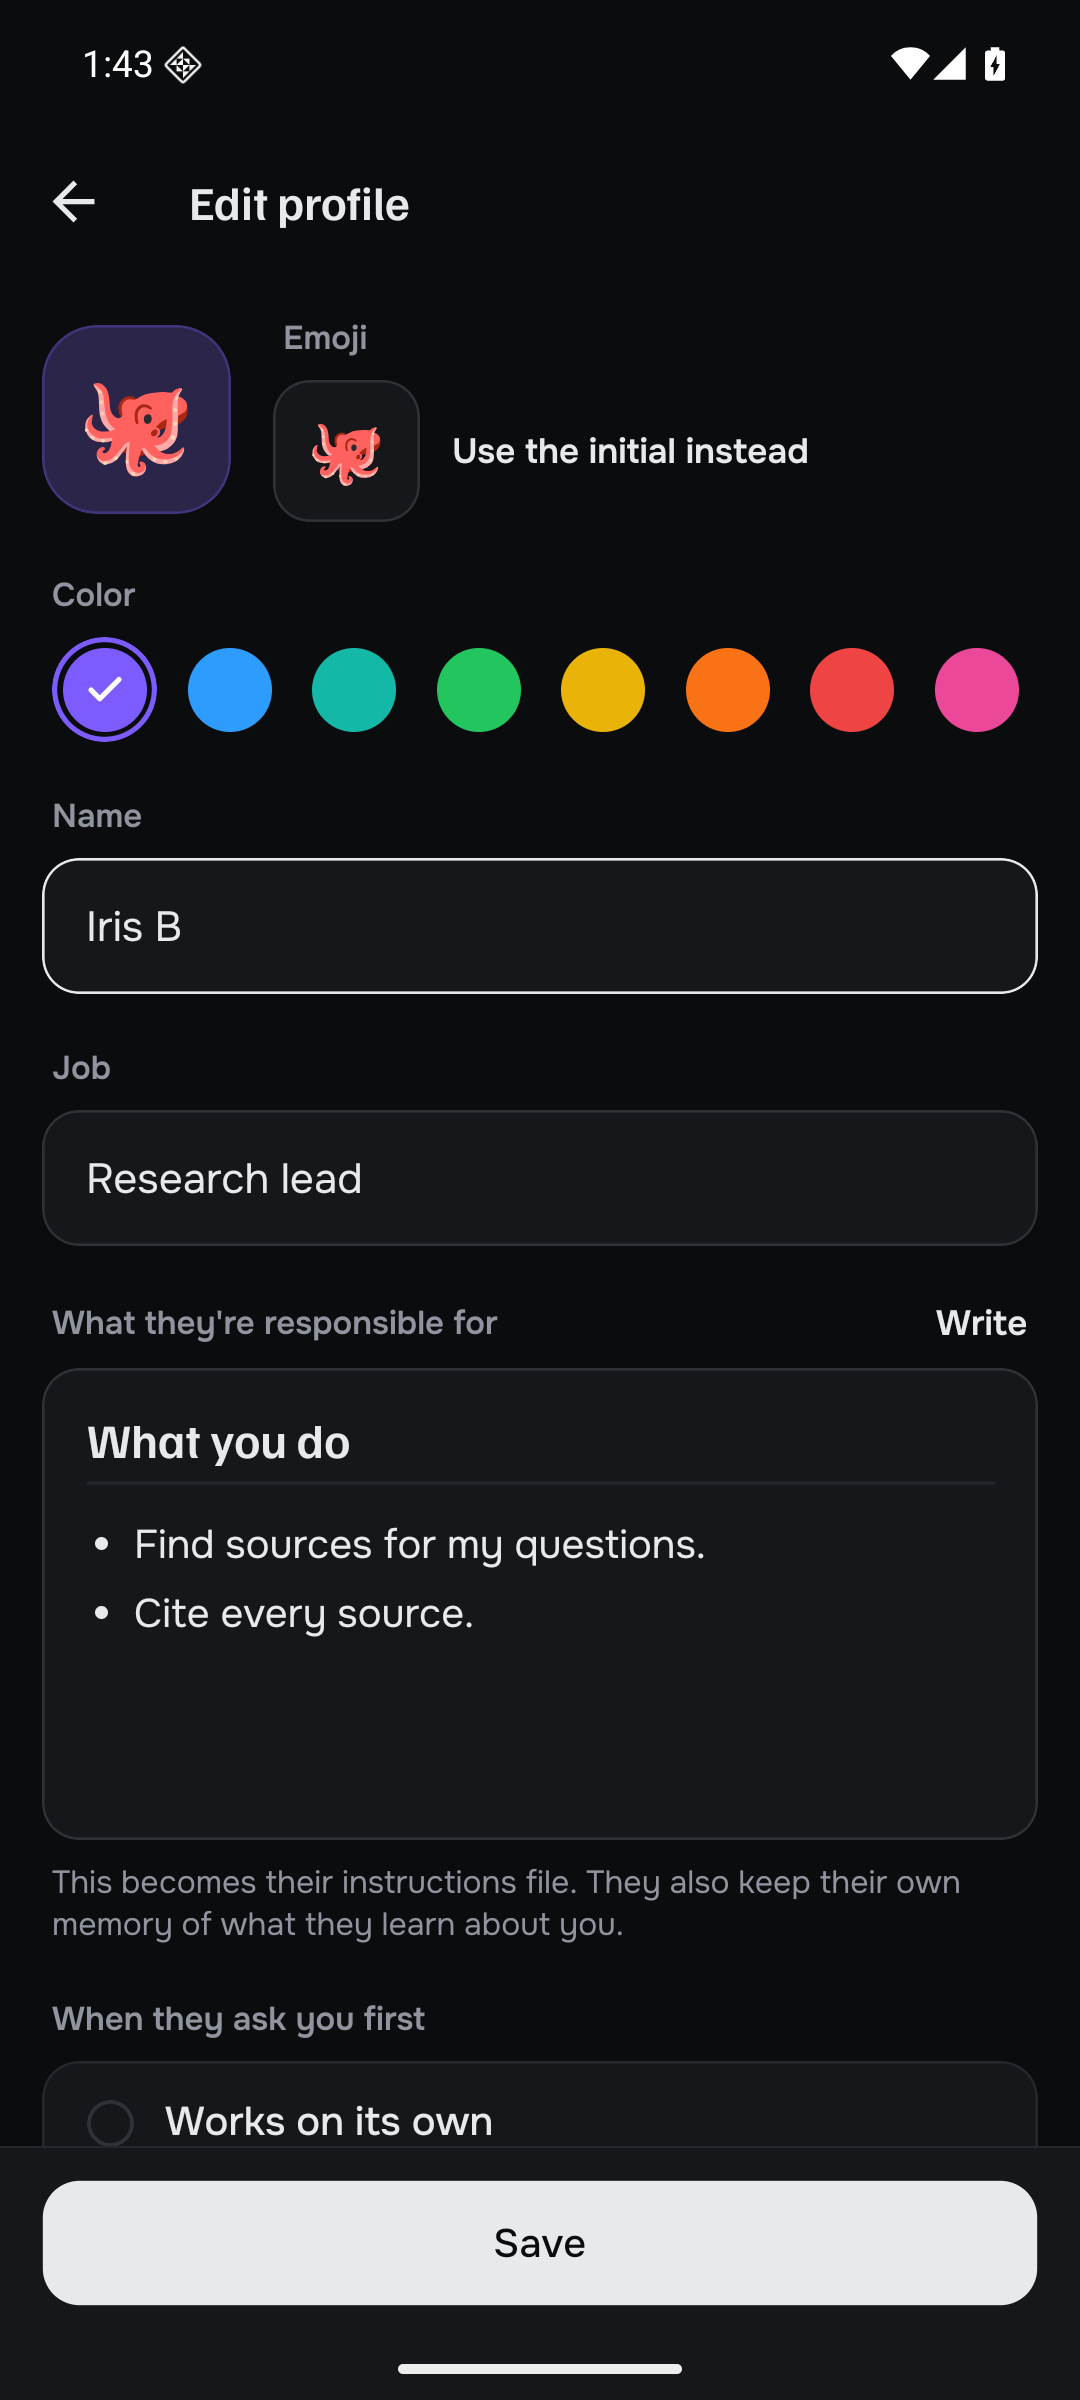 1:43
Edit profile
Emoji
Use the initial instead
Color
Name
Iris B
Job
Research lead
What they're responsible for
Write
What you do
• Find sources for my questions.
• Cite every source.
This becomes their instructions file. They also keep their own
memory of what they learn about you.
When they ask you first
Works on its own
Save